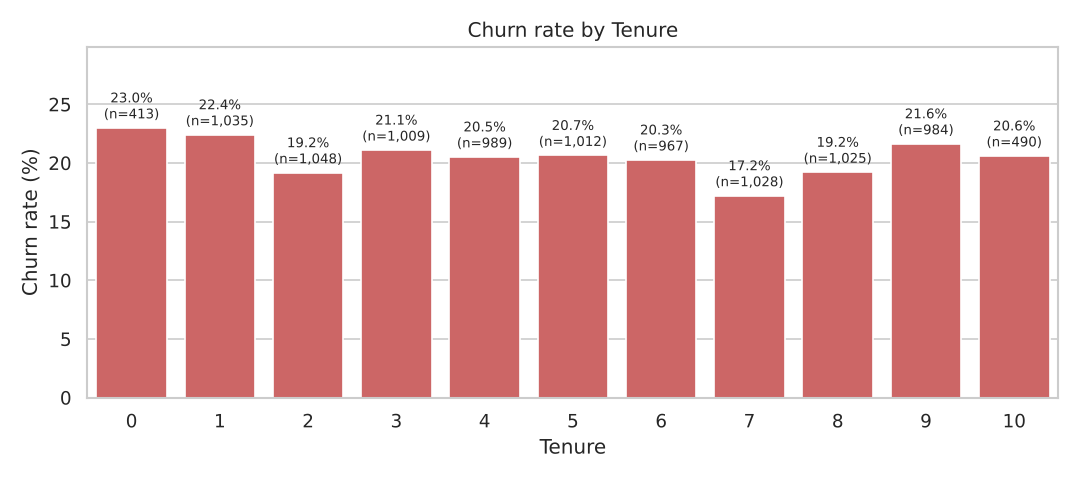 Churn rate by Tenure
Churn rate (%)
25
20
15
10
5
0
23.0%
(n=413)
22.4%
(n=1,035)
19.2%
(n=1,048)
21.1%
(n=1,009)
20.5%
(n=989)
20.7%
(n=1,012)
20.3%
(n=967)
17.2%
(n=1,028)
19.2%
(n=1,025)
21.6%
(n=984)
20.6%
(n=490)
0 1 2 3 4 5 6 7 8 9 10
Tenure